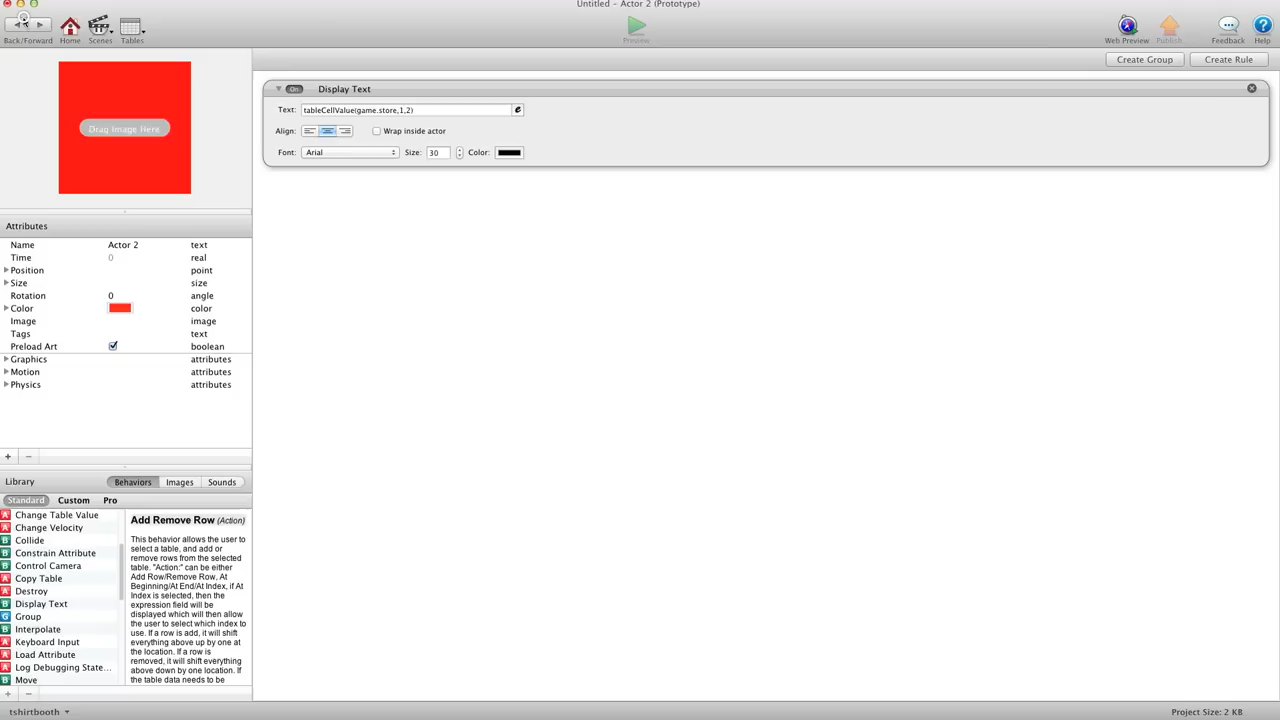 Untitled – Actor 2 (Prototype)
Back/Forward
Home
Scenes
Tables
Preview
Web Preview
Publish
Feedback
Help
Create Group
Create Rule
Drag Image Here
On
Display Text
Text: tableCellValue(game.store,1,2)
e
Align:
Wrap inside actor
Font: Arial Size: 30 Color:
Attributes
Name Actor 2 text
Time 0 real
Position point
Size size
Rotation 0 angle
Color color
Image image
Tags text
Preload Art boolean
Graphics attributes
Motion attributes
Physics attributes
+ −
Library Behaviors Images Sounds
Standard Custom Pro
A Change Table Value
A Change Velocity
B Collide
B Constrain Attribute
B Control Camera
A Copy Table
A Destroy
B Display Text
G Group
B Interpolate
A Keyboard Input
A Load Attribute
A Log Debugging State...
B Move
Add Remove Row (Action)
This behavior allows the user to
select a table, and add or
remove rows from the selected
table. "Action:" can be either
Add Row/Remove Row, At
Beginning/At End/At Index, if At
Index is selected, then the
expression field will be
displayed which will then allow
the user to select which index to
use. If a row is add, it will shift
everything above up by one at
the location. If a row is
removed, it will shift everything
above down by one location. If
the table data needs to be
+ −
tshirtbooth
Project Size: 2 KB